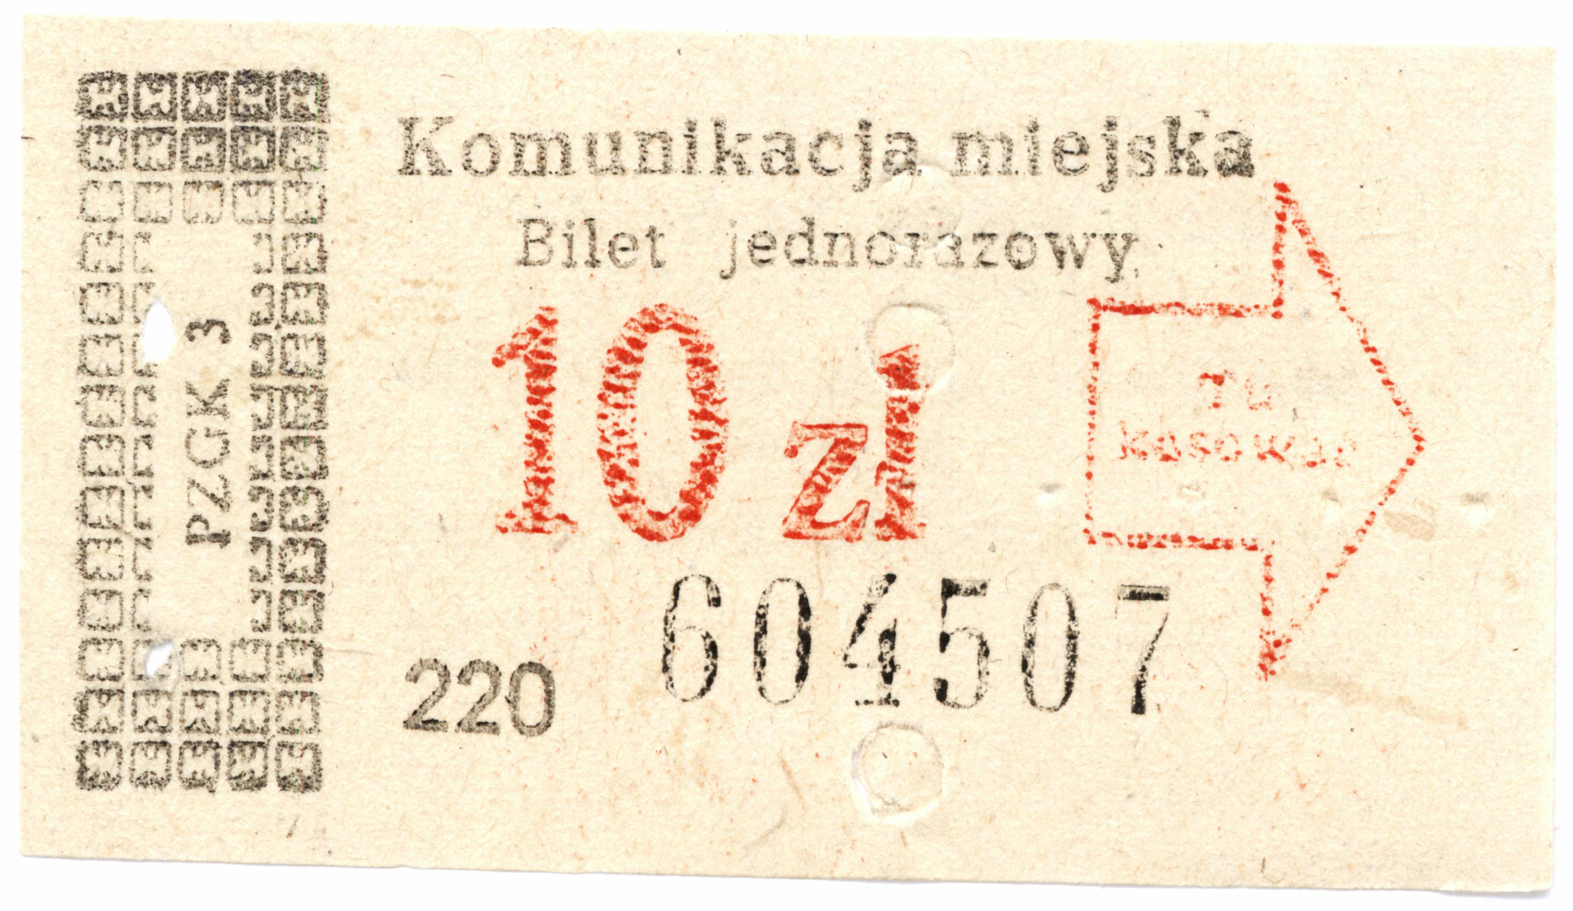 Komunikacja miejska
Bilet jednorazowy
10 zł
Tu
kasować
PZGK 3
220
604507